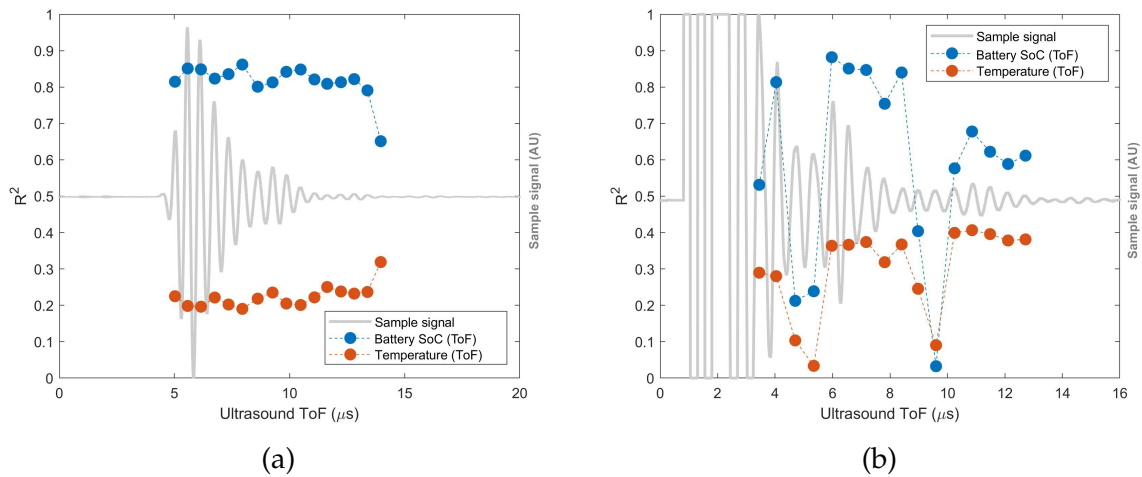 1
0.9
0.8
0.7
0.6
0.5
0.4
0.3
0.2
0.1
0
R²
0
5
10
15
20
Ultrasound ToF (μs)
Sample signal (AU)
Sample signal
Battery SoC (ToF)
Temperature (ToF)
(a)
1
0.9
0.8
0.7
0.6
0.5
0.4
0.3
0.2
0.1
0
R²
0
2
4
6
8
10
12
14
16
Ultrasound ToF (μs)
Sample signal (AU)
Sample signal
Battery SoC (ToF)
Temperature (ToF)
(b)